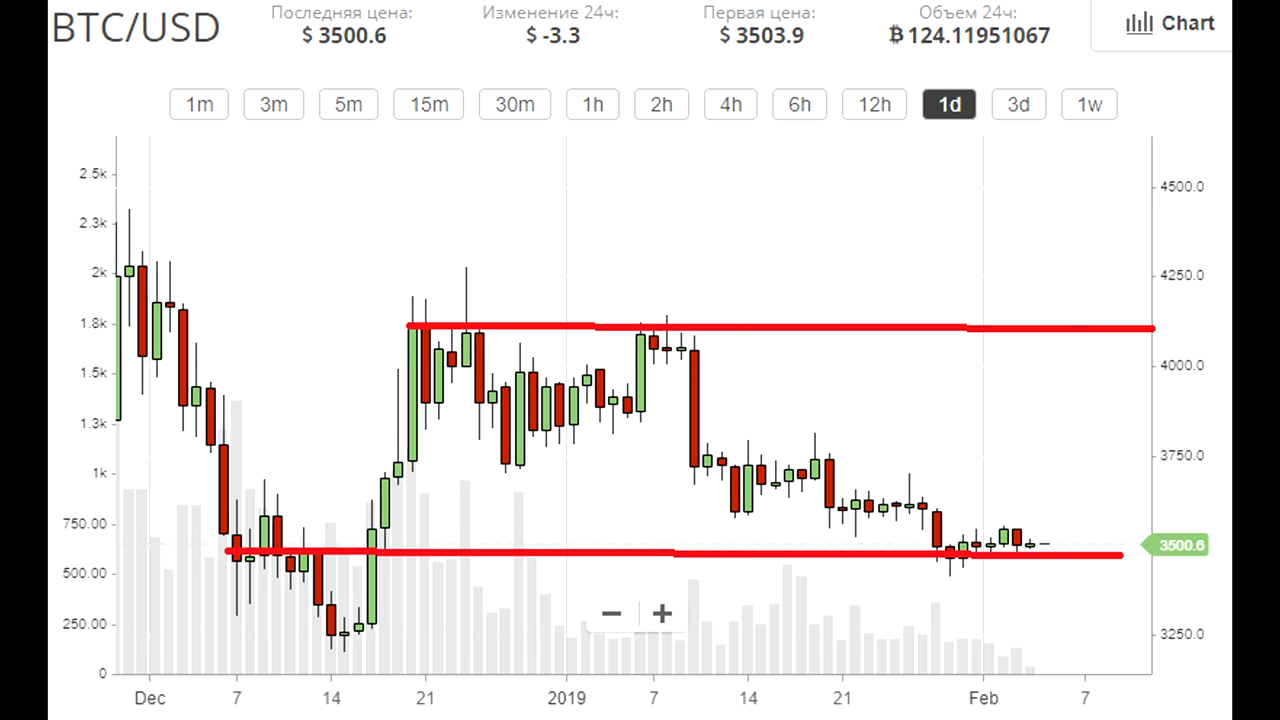 BTC/USD
Последняя цена: Изменение 24ч: Первая цена: Объем 24ч:
$ 3500.6 $ -3.3 $ 3503.9 Ƀ 124.11951067
Chart
1m 3m 5m 15m 30m 1h 2h 4h 6h 12h 1d 3d 1w
2.5k
4500.0
2.3k
2k
4250.0
1.8k
1.5k
4000.0
1.3k
1k
3750.0
750.00
3500.6
500.00
250.00
3250.0
0
Dec 7 14 21 2019 7 14 21 Feb 7